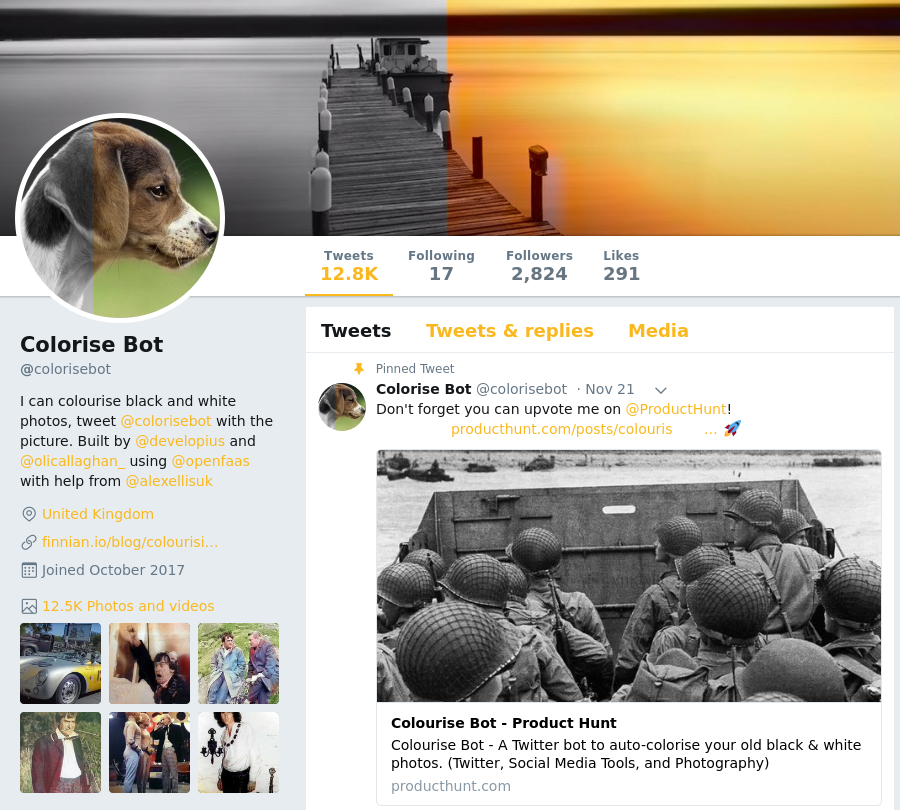 Tweets
12.8K
Following
17
Followers
2,824
Likes
291
Colorise Bot
@colorisebot
I can colourise black and white
photos, tweet @colorisebot with the
picture. Built by @developius and
@olicallaghan_ using @openfaas
with help from @alexellisuk
United Kingdom
finnian.io/blog/colourisi…
Joined October 2017
12.5K Photos and videos
Tweets Tweets & replies Media
Pinned Tweet
Colorise Bot @colorisebot · Nov 21
Don't forget you can upvote me on @ProductHunt!
producthunt.com/posts/colouris … 🚀
Colourise Bot - Product Hunt
Colourise Bot - A Twitter bot to auto-colorise your old black & white
photos. (Twitter, Social Media Tools, and Photography)
producthunt.com